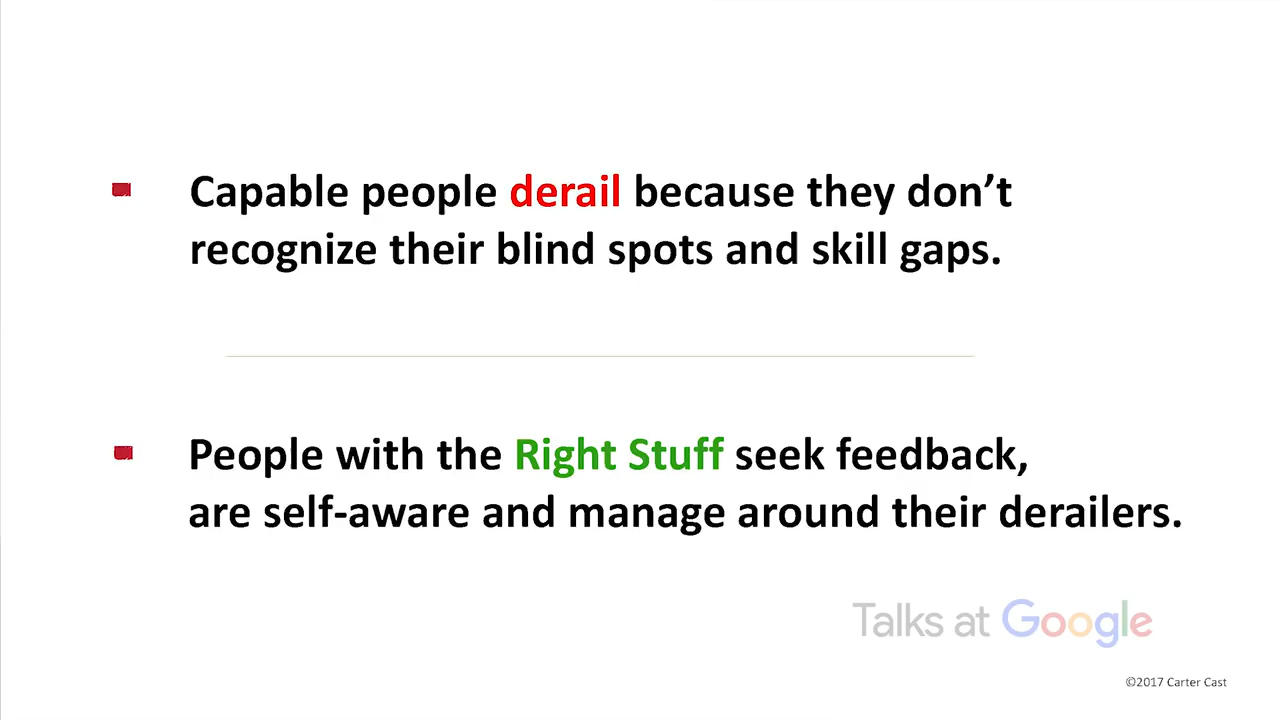 Capable people derail because they don’t
recognize their blind spots and skill gaps.
People with the Right Stuff seek feedback,
are self-aware and manage around their derailers.
Talks at Google
©2017 Carter Cast